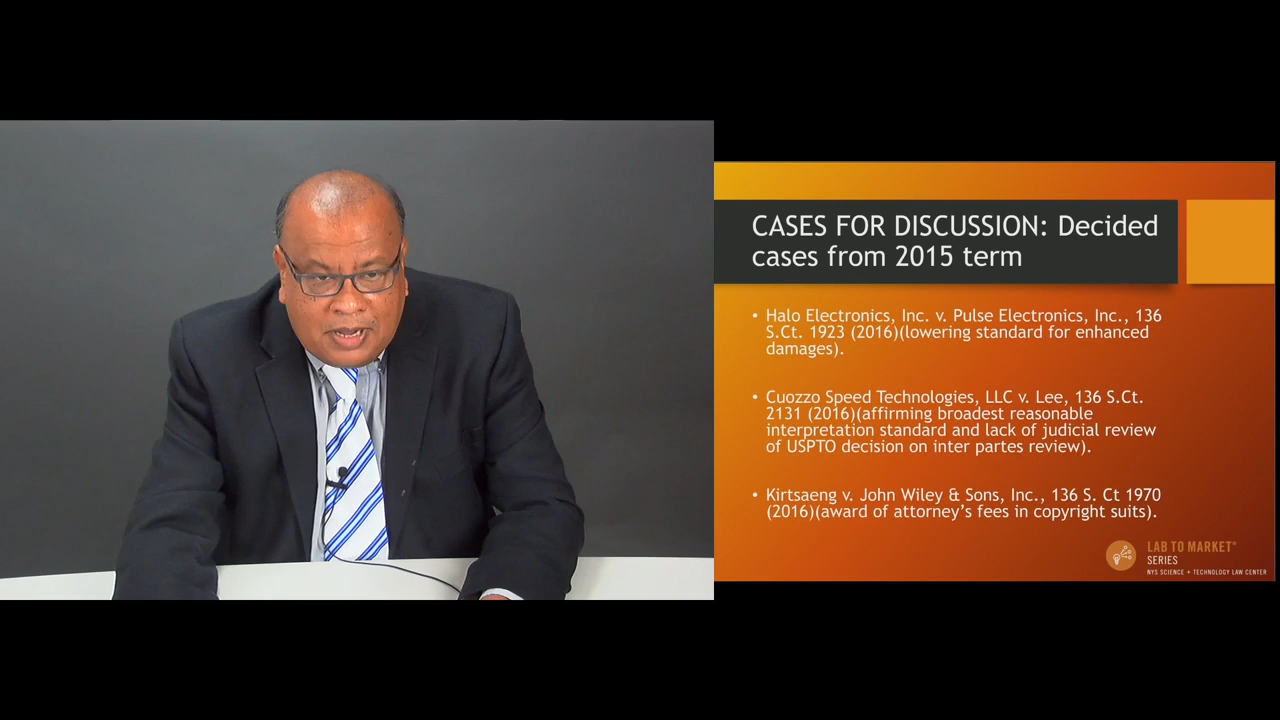 CASES FOR DISCUSSION: Decided
cases from 2015 term
• Halo Electronics, Inc. v. Pulse Electronics, Inc., 136
S.Ct. 1923 (2016)(lowering standard for enhanced
damages).
• Cuozzo Speed Technologies, LLC v. Lee, 136 S.Ct.
2131 (2016)(affirming broadest reasonable
interpretation standard and lack of judicial review
of USPTO decision on inter partes review).
• Kirtsaeng v. John Wiley & Sons, Inc., 136 S. Ct 1970
(2016)(award of attorney’s fees in copyright suits).
LAB TO MARKET®
SERIES
NYS SCIENCE + TECHNOLOGY LAW CENTER